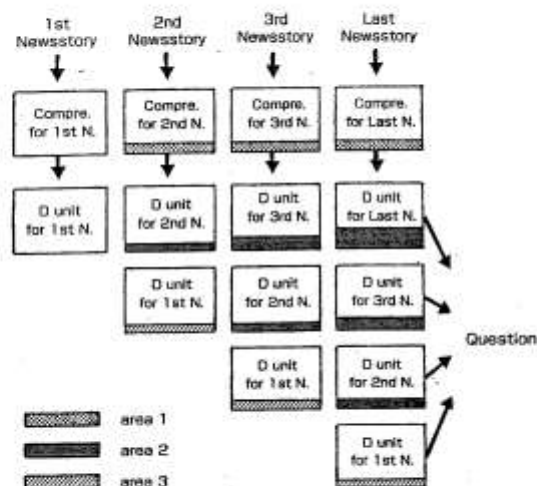 1st
Newsstory
2nd
Newsstory
3rd
Newsstory
Last
Newsstory
Compre.
for 1st N.
Compre.
for 2nd N.
Compre.
for 3rd N.
Compre.
for Last N.
D unit
for 1st N.
D unit
for 2nd N.
D unit
for 3rd N.
D unit
for Last N.
D unit
for 1st N.
D unit
for 2nd N.
D unit
for 3rd N.
Question
D unit
for 1st N.
D unit
for 2nd N.
area 1
area 2
D unit
for 1st N.
area 3